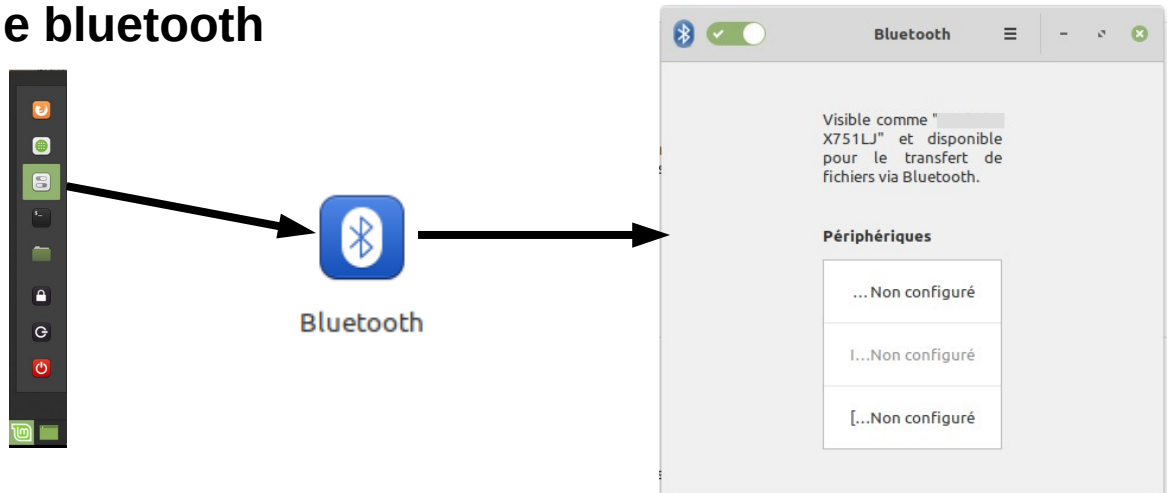 e bluetooth
Bluetooth
Bluetooth
Visible comme "
X751LJ" et disponible
pour le transfert de
fichiers via Bluetooth.
Périphériques
...Non configuré
I...Non configuré
[...Non configuré